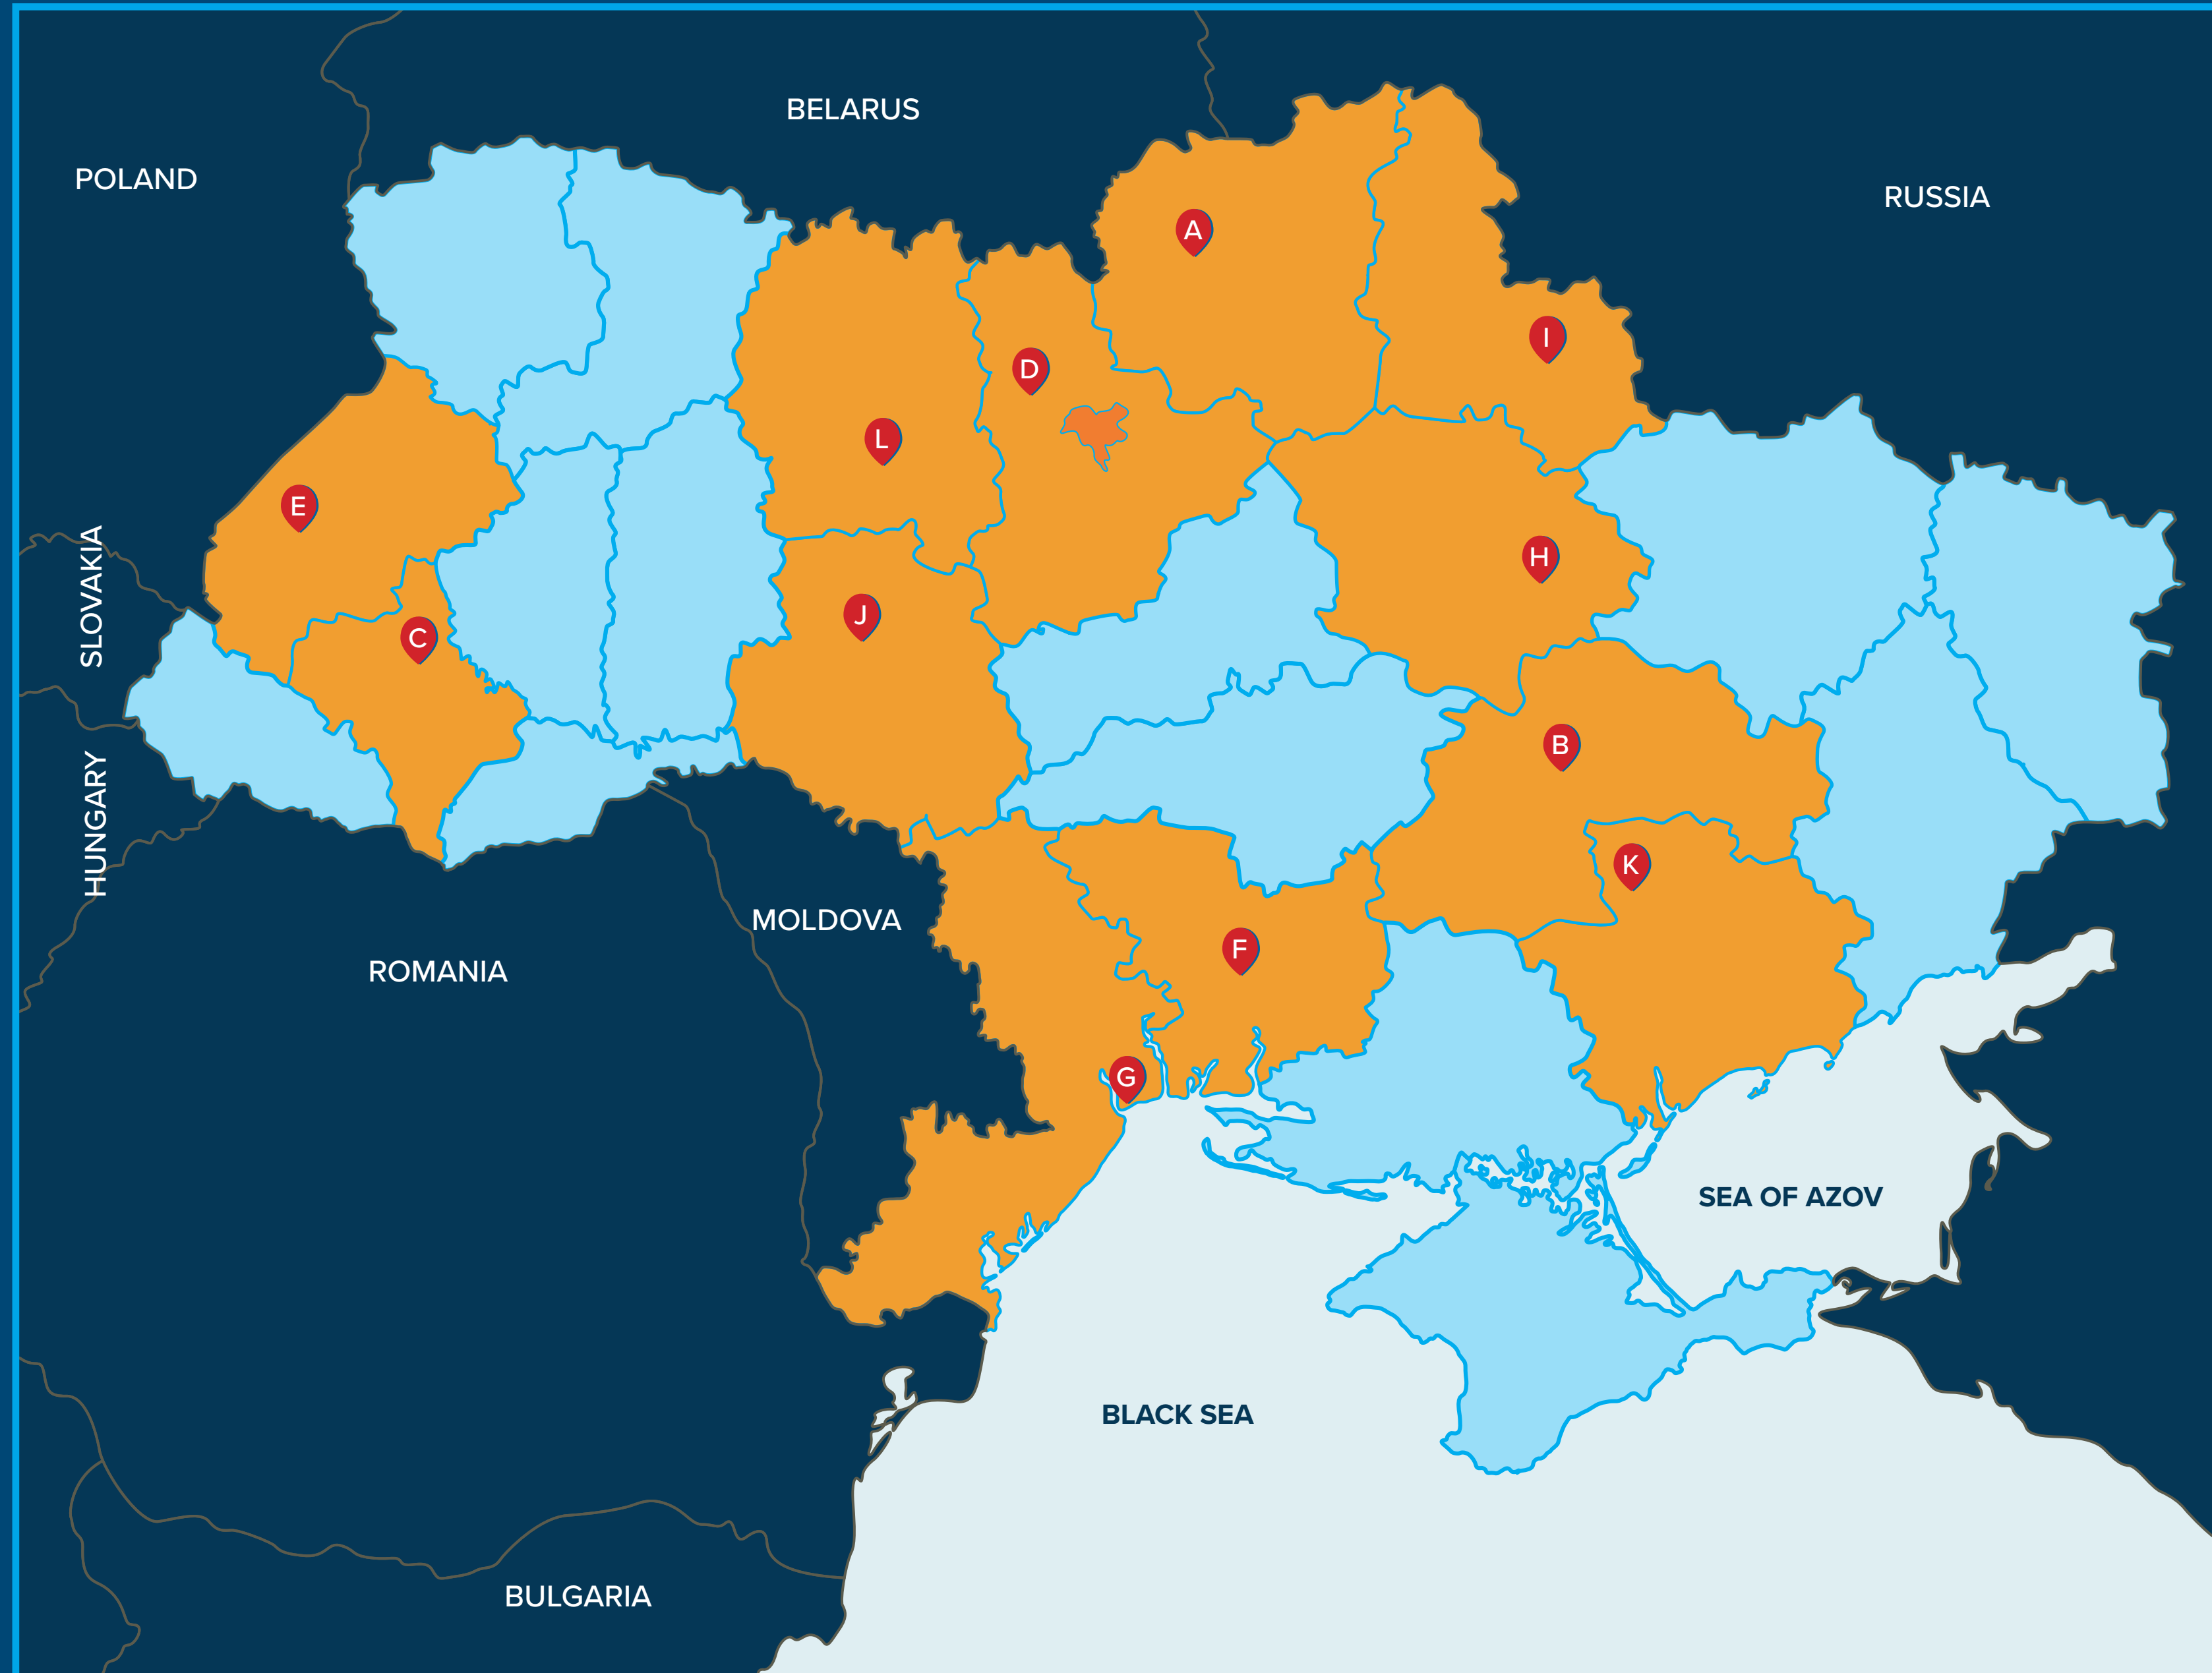 BELARUS
POLAND
RUSSIA
A
I
D
L
E
SLOVAKIA
H
J
C
B
HUNGARY
K
MOLDOVA
F
ROMANIA
G
SEA OF AZOV
BLACK SEA
BULGARIA